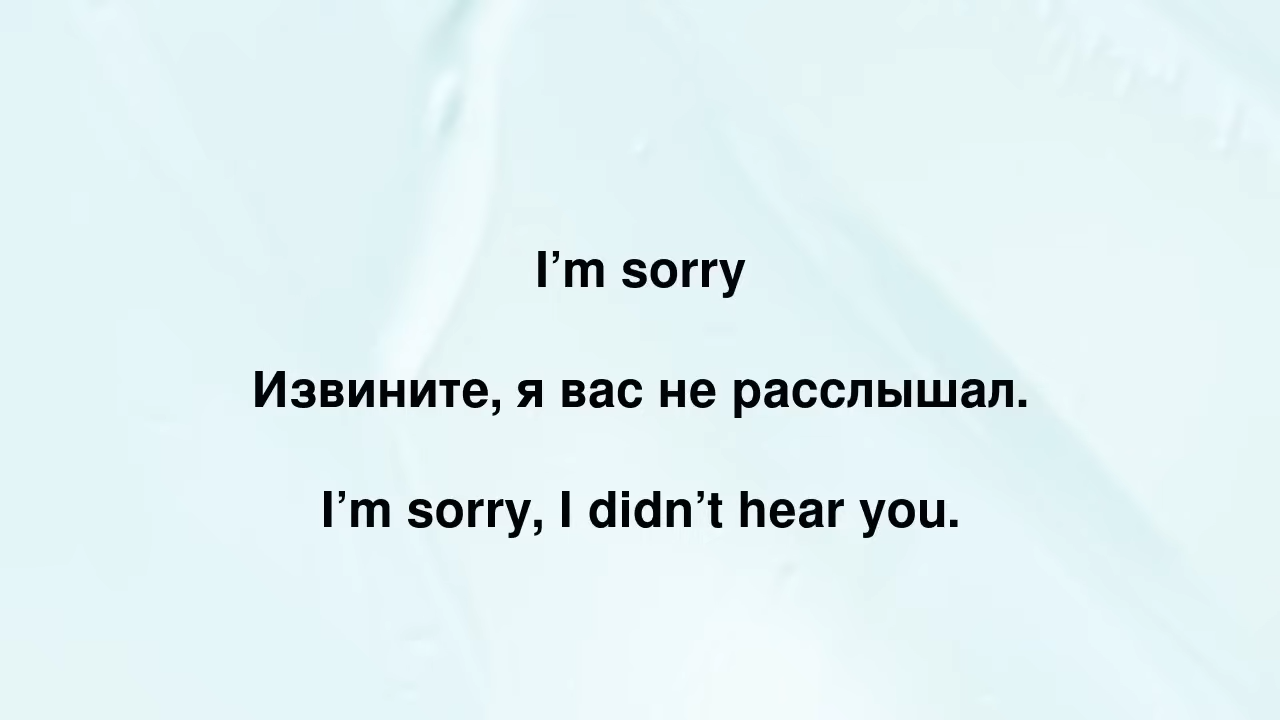 I’m sorry
Извините, я вас не расслышал.
I’m sorry, I didn’t hear you.